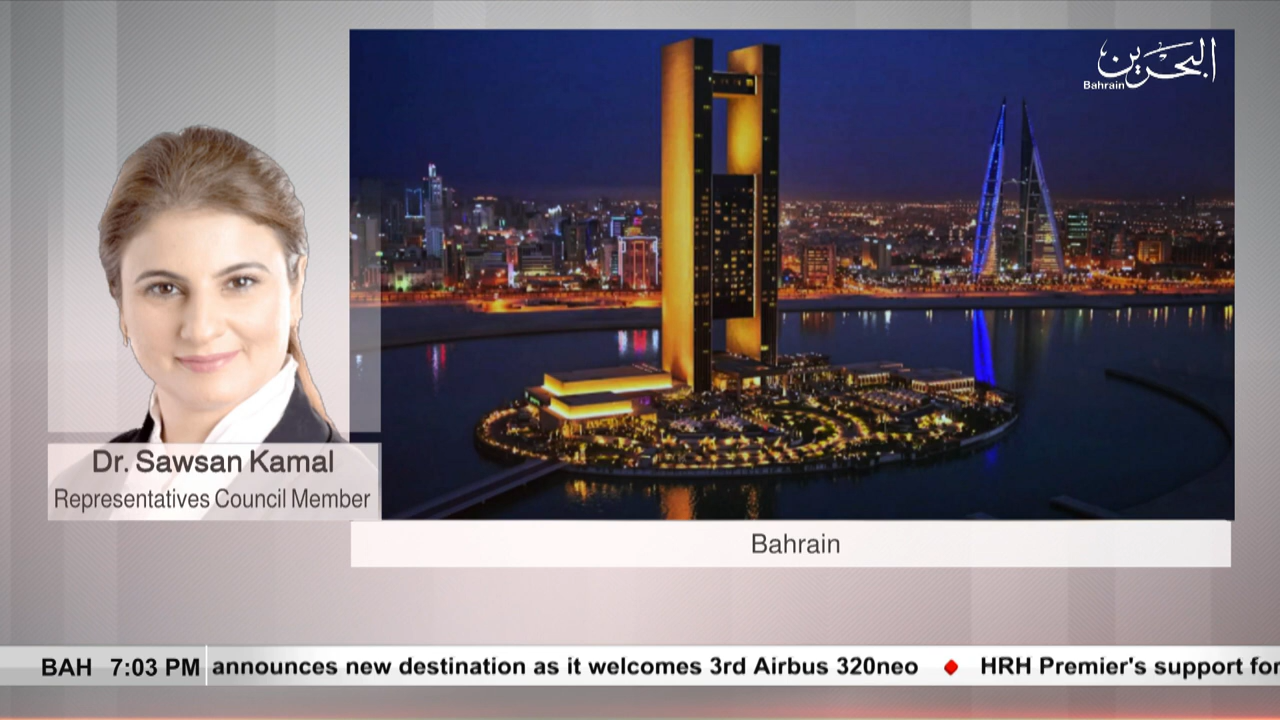 البحرين
Bahrain
Dr. Sawsan Kamal
Representatives Council Member
Bahrain
BAH 7:03 PM announces new destination as it welcomes 3rd Airbus 320neo HRH Premier's support for